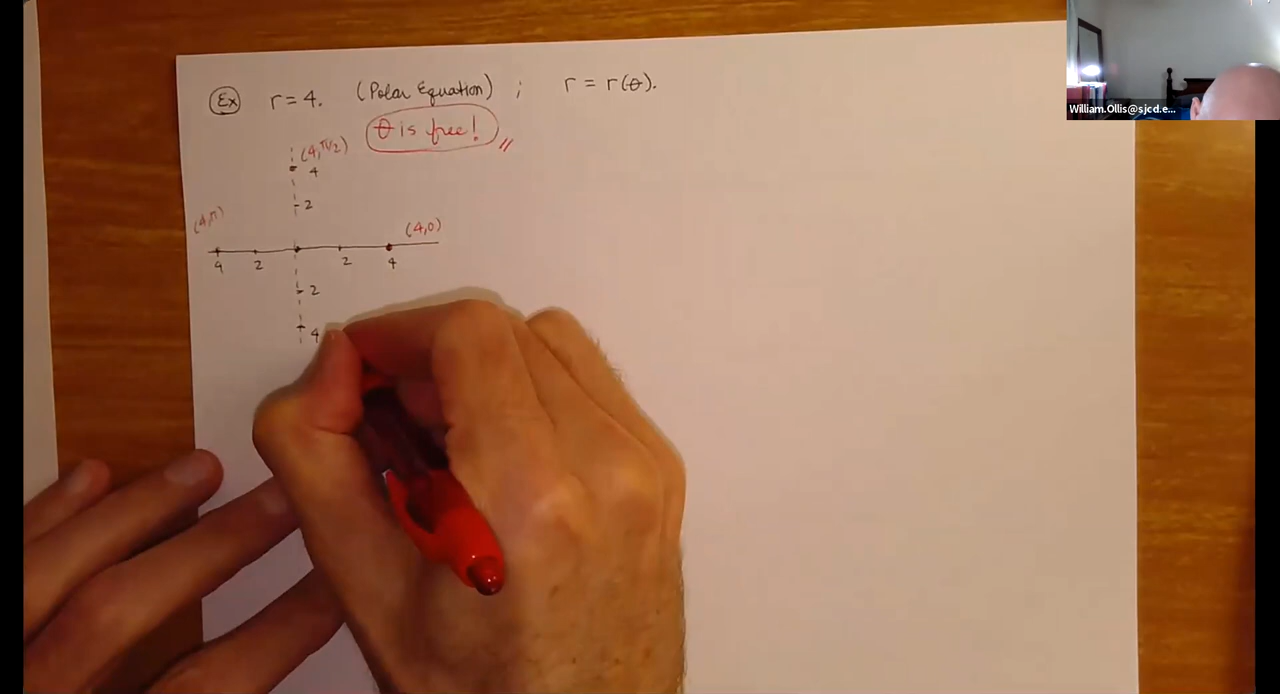 Ex r = 4. (Polar Equation) ; r = r(θ).
θ is free!
(4, π/2)
4
2
(4, π) (4, 0)
4 2 2 4
2
4
William.Ollis@sjcd.e...